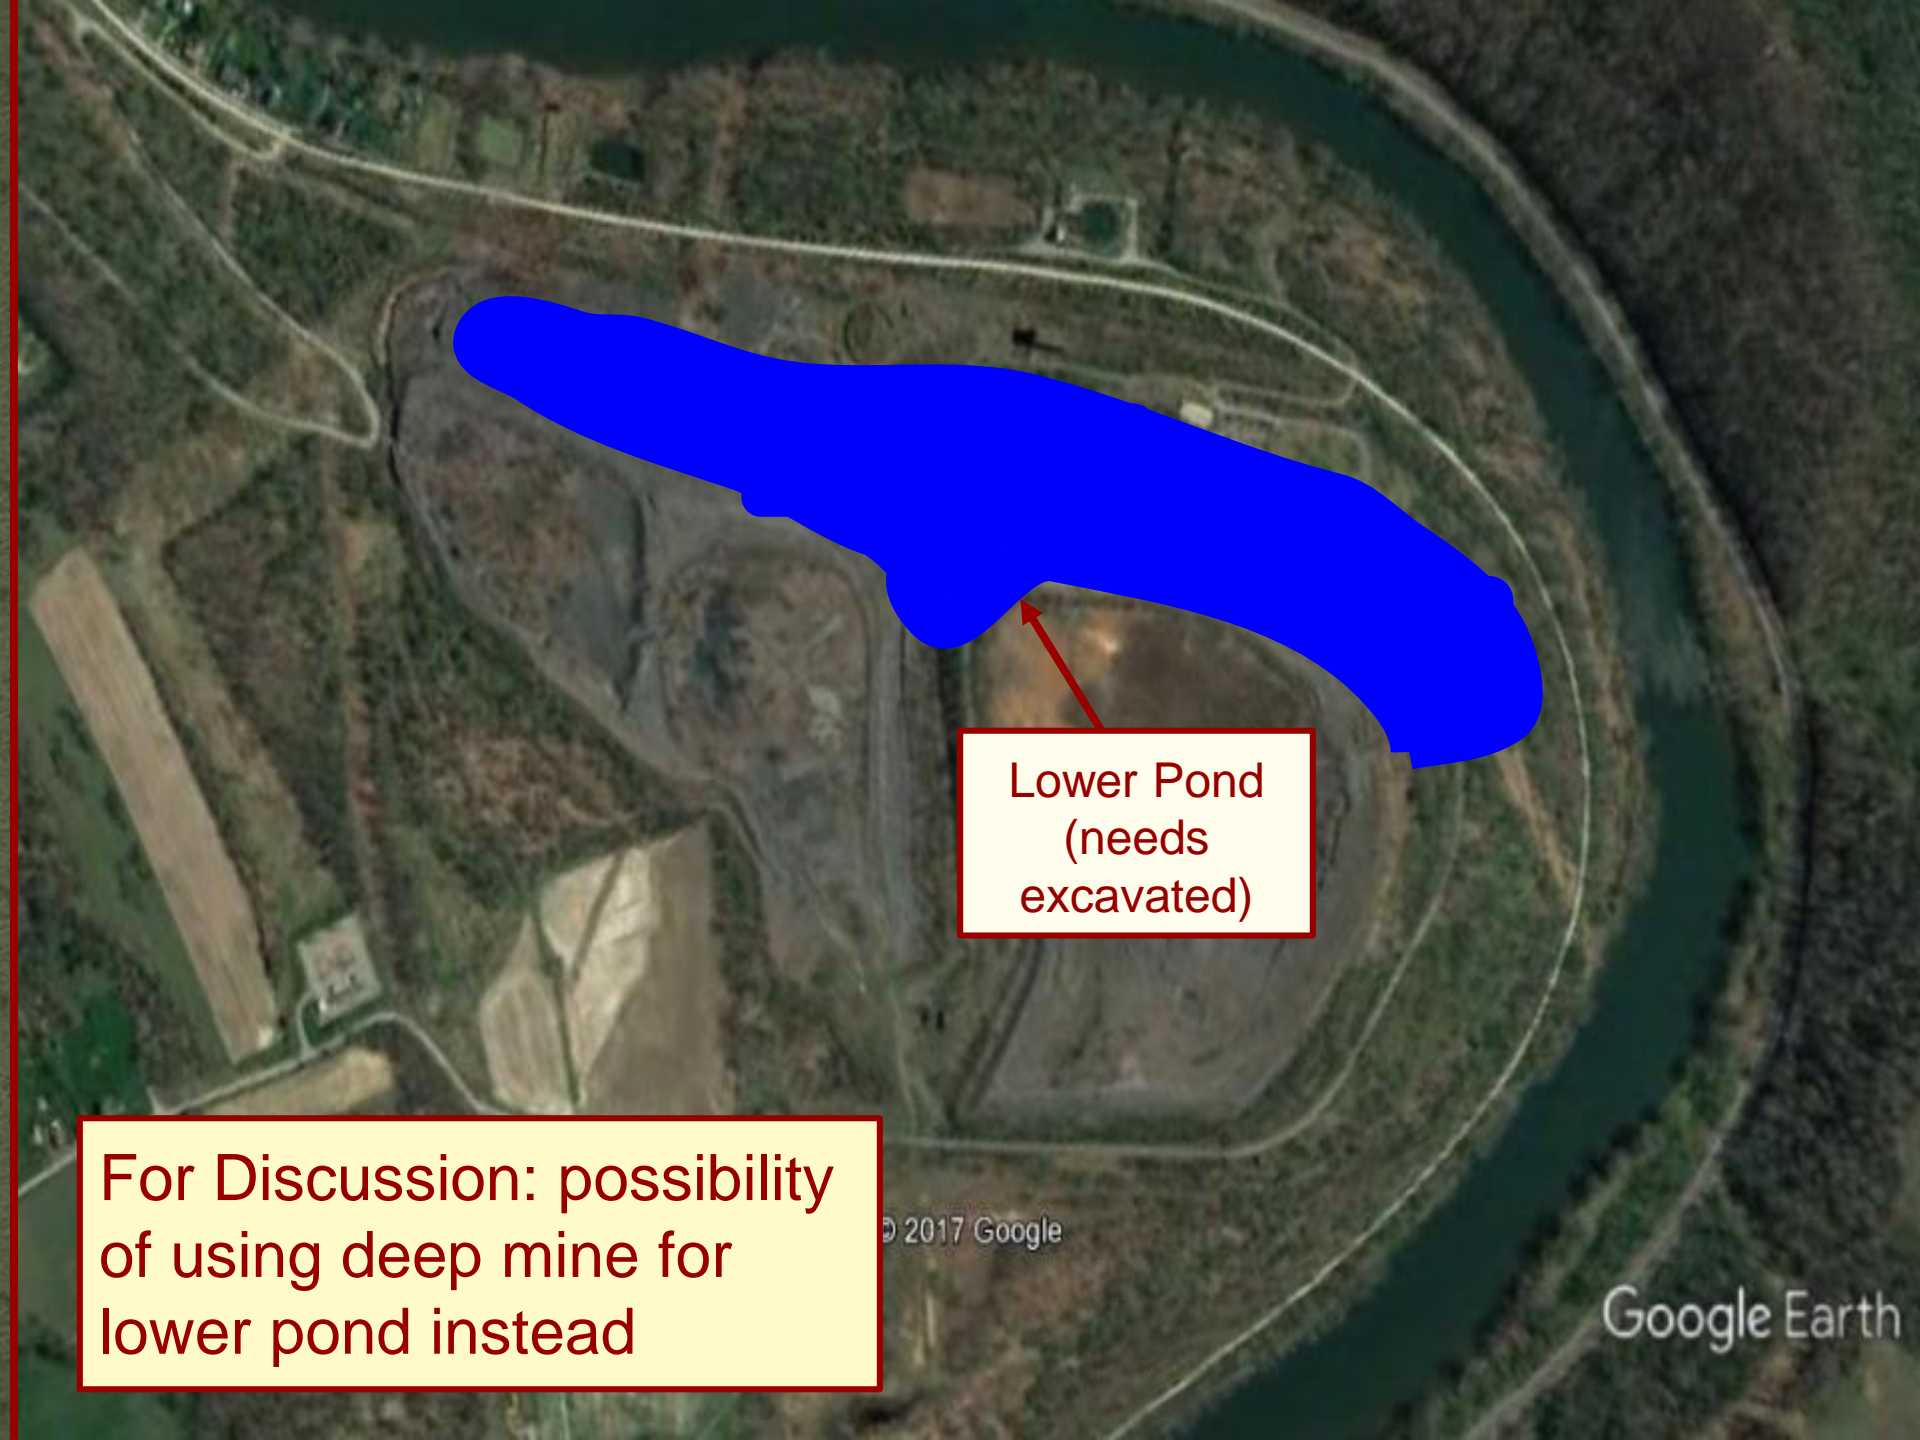 Lower Pond
(needs
excavated)
For Discussion: possibility
of using deep mine for
lower pond instead
© 2017 Google
Google Earth